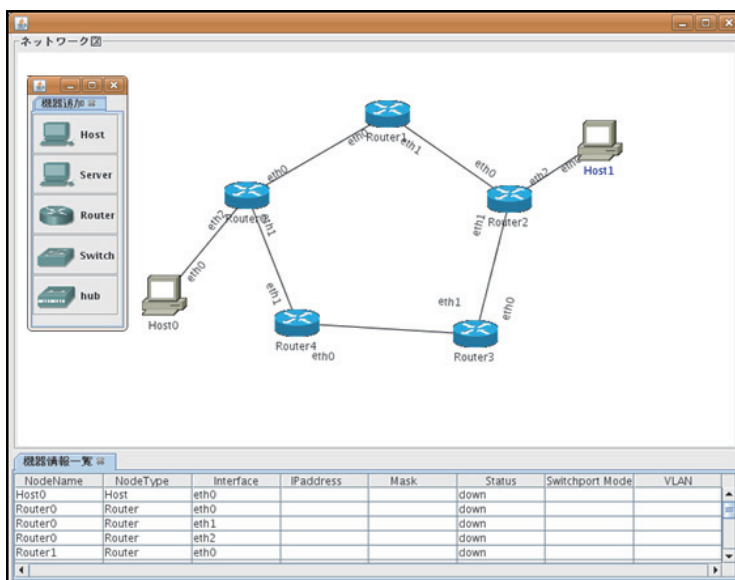 ネットワーク図
機器追加
Host
Server
Router
Switch
hub
Router1
eth0
eth1
eth0
Router0
eth0
eth2
eth1
Router2
eth0
eth2
eth1
Host1
Host0
eth0
Router4
eth1
eth0
Router3
eth1
eth0
機器情報一覧
NodeName NodeType Interface IPaddress Mask Status Switchport Mode VLAN
Host0 Host eth0 down
Router0 Router eth0 down
Router0 Router eth1 down
Router0 Router eth2 down
Router1 Router eth0 down